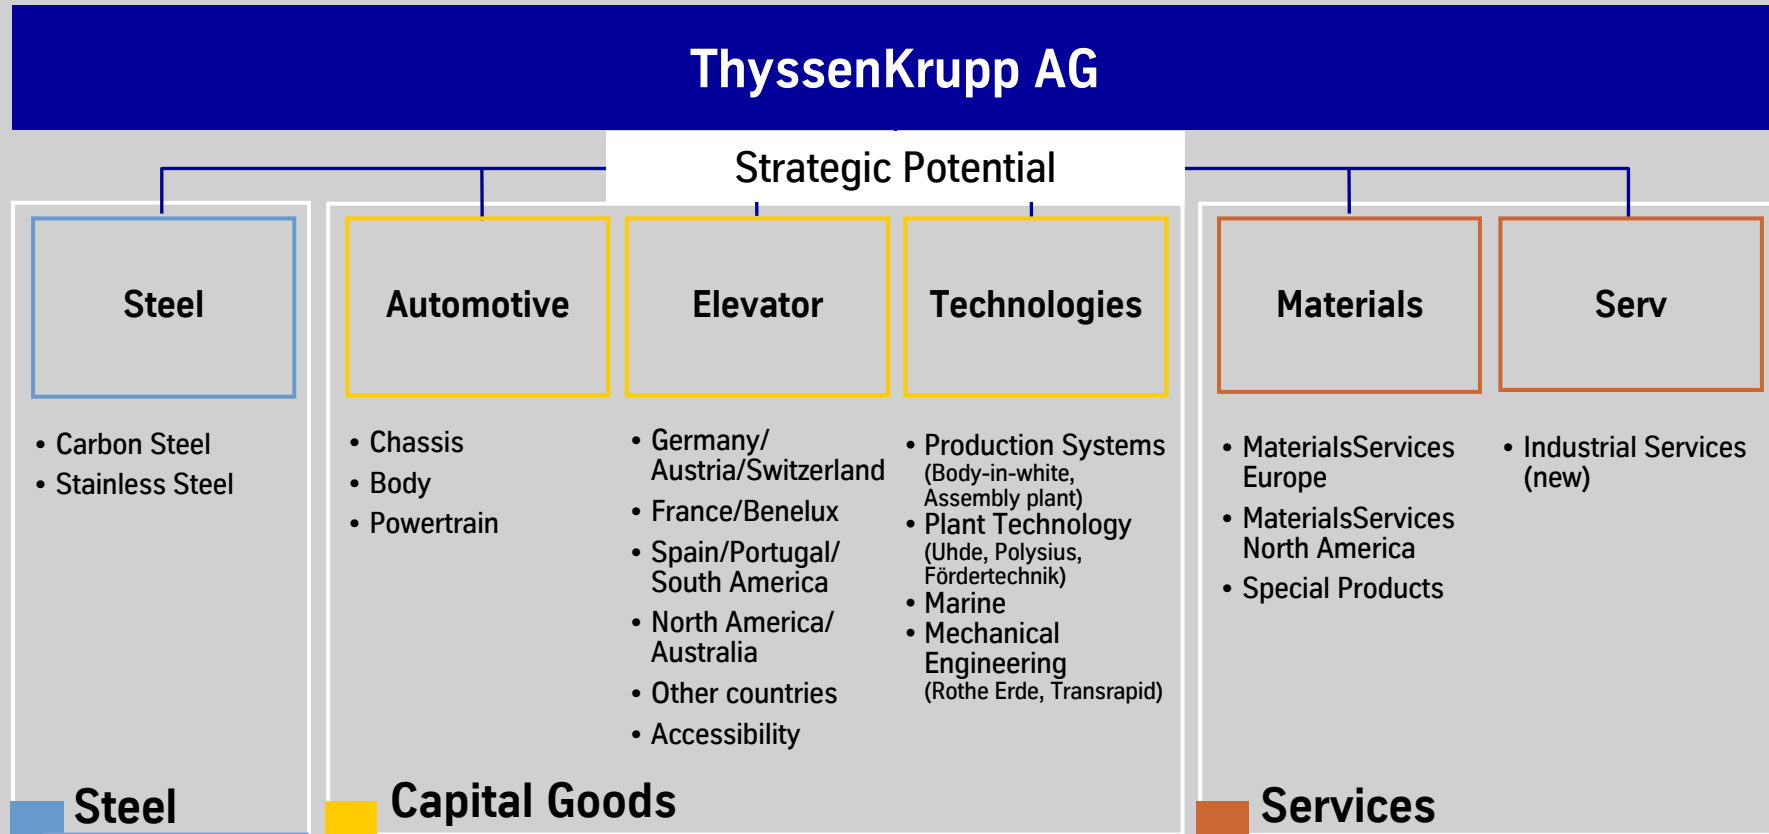 ThyssenKrupp AG
Strategic Potential
Steel
• Carbon Steel
• Stainless Steel
Automotive
• Chassis
• Body
• Powertrain
Elevator
• Germany/
Austria/Switzerland
• France/Benelux
• Spain/Portugal/
South America
• North America/
Australia
• Other countries
• Accessibility
Technologies
• Production Systems
(Body-in-white,
Assembly plant)
• Plant Technology
(Uhde, Polysius,
Fördertechnik)
• Marine
• Mechanical
Engineering
(Rothe Erde, Transrapid)
Materials
• MaterialsServices
Europe
• MaterialsServices
North America
• Special Products
Serv
• Industrial Services
(new)
Steel
Capital Goods
Services